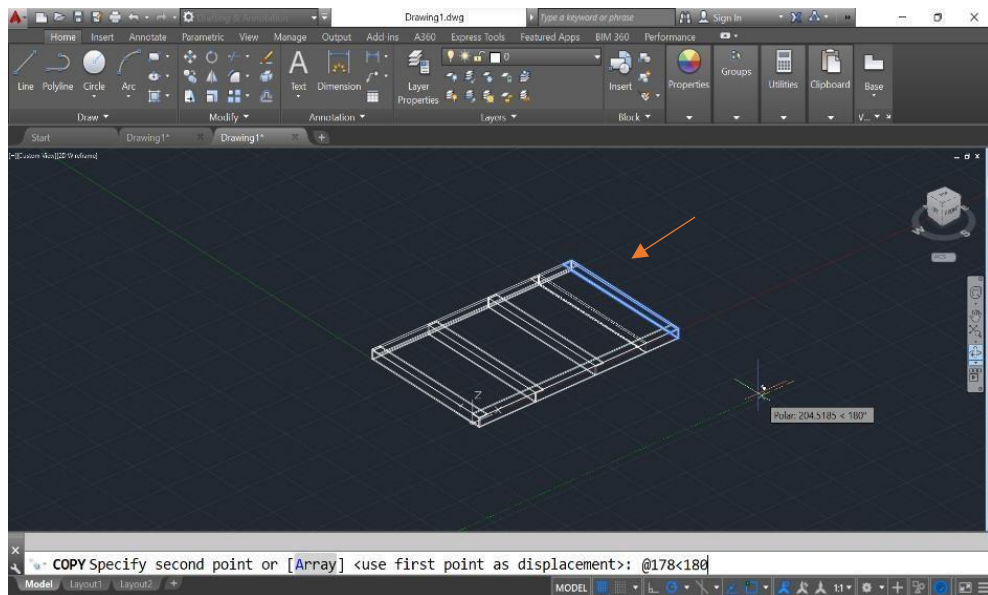 Drawing1.dwg
Type a keyword or phrase
Sign In
Home Insert Annotate Parametric View Manage Output Add-ins A360 Express Tools Featured Apps BIM 360 Performance
0
Line Polyline Circle Arc Text Dimension Layer Properties Insert Properties Groups Utilities Clipboard Base
Draw Modify Annotation Layers Block V...
Start Drawing1* Drawing1* +
Z
X
Polar: 204.5185 < 180°
COPY Specify second point or [Array] <use first point as displacement>: @178<180
Model Layout1 Layout2 + MODEL 1:1